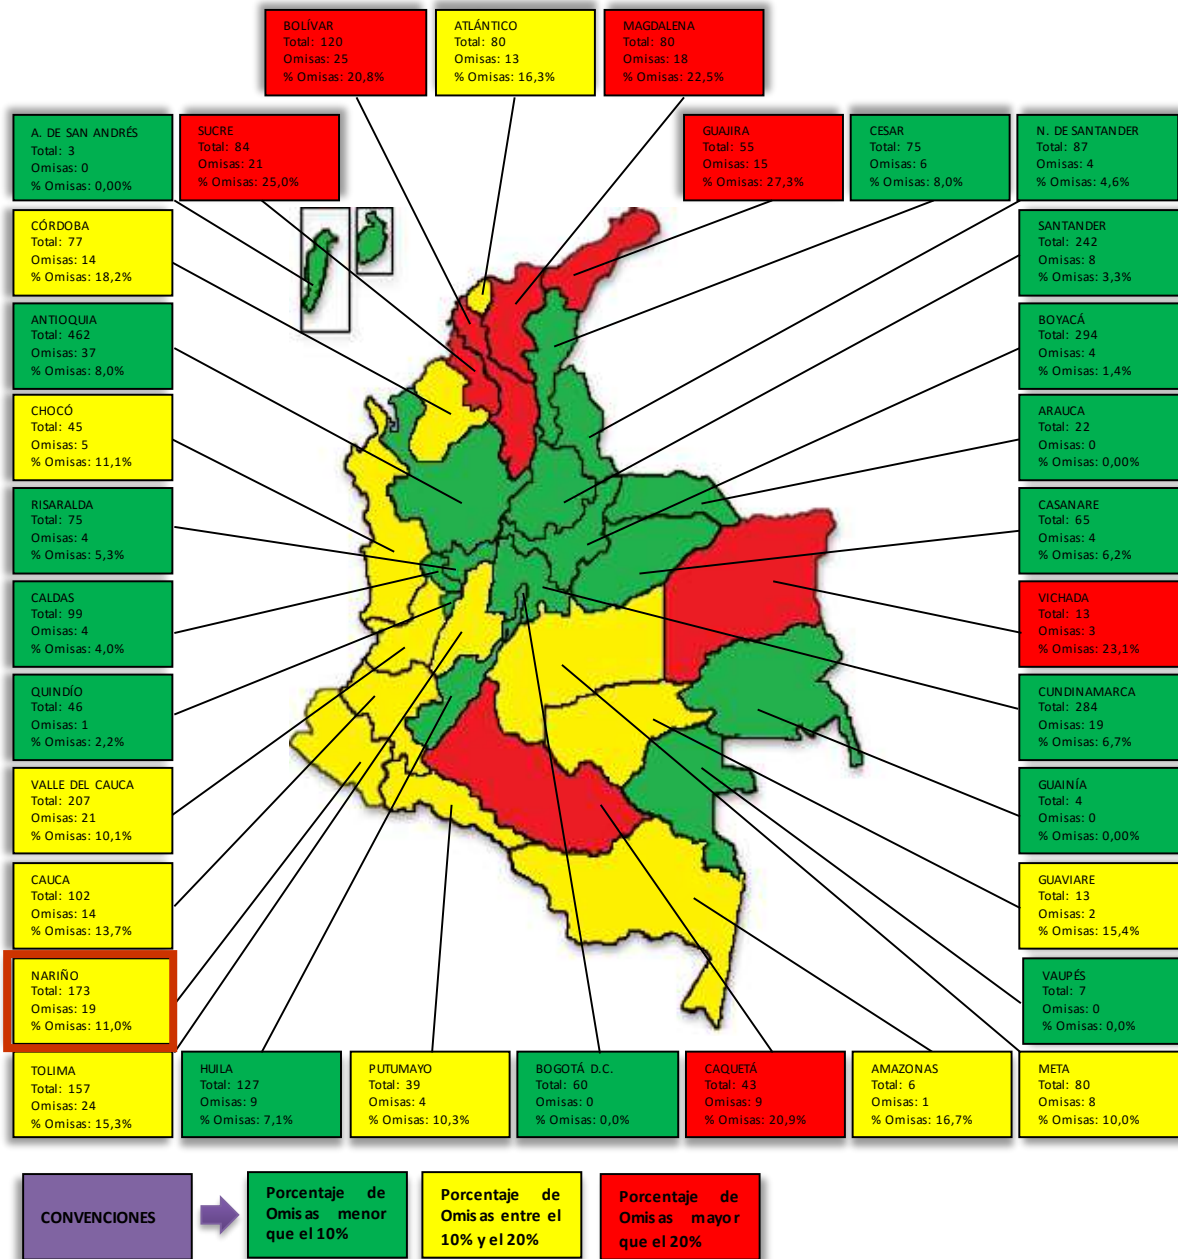 BOLÍVAR
Total: 120
Omisas: 25
% Omisas: 20,8%
ATLÁNTICO
Total: 80
Omisas: 13
% Omisas: 16,3%
MAGDALENA
Total: 80
Omisas: 18
% Omisas: 22,5%
A. DE SAN ANDRÉS
Total: 3
Omisas: 0
% Omisas: 0,00%
SUCRE
Total: 84
Omisas: 21
% Omisas: 25,0%
GUAJIRA
Total: 55
Omisas: 15
% Omisas: 27,3%
CESAR
Total: 75
Omisas: 6
% Omisas: 8,0%
N. DE SANTANDER
Total: 87
Omisas: 4
% Omisas: 4,6%
CÓRDOBA
Total: 77
Omisas: 14
% Omisas: 18,2%
SANTANDER
Total: 242
Omisas: 8
% Omisas: 3,3%
ANTIOQUIA
Total: 462
Omisas: 37
% Omisas: 8,0%
BOYACÁ
Total: 294
Omisas: 4
% Omisas: 1,4%
CHOCÓ
Total: 45
Omisas: 5
% Omisas: 11,1%
ARAUCA
Total: 22
Omisas: 0
% Omisas: 0,00%
RISARALDA
Total: 75
Omisas: 4
% Omisas: 5,3%
CASANARE
Total: 65
Omisas: 4
% Omisas: 6,2%
CALDAS
Total: 99
Omisas: 4
% Omisas: 4,0%
VICHADA
Total: 13
Omisas: 3
% Omisas: 23,1%
QUINDÍO
Total: 46
Omisas: 1
% Omisas: 2,2%
CUNDINAMARCA
Total: 284
Omisas: 19
% Omisas: 6,7%
VALLE DEL CAUCA
Total: 207
Omisas: 21
% Omisas: 10,1%
GUAINÍA
Total: 4
Omisas: 0
% Omisas: 0,00%
CAUCA
Total: 102
Omisas: 14
% Omisas: 13,7%
GUAVIARE
Total: 13
Omisas: 2
% Omisas: 15,4%
NARIÑO
Total: 173
Omisas: 19
% Omisas: 11,0%
VAUPÉS
Total: 7
Omisas: 0
% Omisas: 0,0%
TOLIMA
Total: 157
Omisas: 24
% Omisas: 15,3%
HUILA
Total: 127
Omisas: 9
% Omisas: 7,1%
PUTUMAYO
Total: 39
Omisas: 4
% Omisas: 10,3%
BOGOTÁ D.C.
Total: 60
Omisas: 0
% Omisas: 0,0%
CAQUETÁ
Total: 43
Omisas: 9
% Omisas: 20,9%
AMAZONAS
Total: 6
Omisas: 1
% Omisas: 16,7%
META
Total: 80
Omisas: 8
% Omisas: 10,0%
CONVENCIONES
Porcentaje de
Omisas menor
que el 10%
Porcentaje de
Omisas entre el
10% y el 20%
Porcentaje de
Omisas mayor
que el 20%